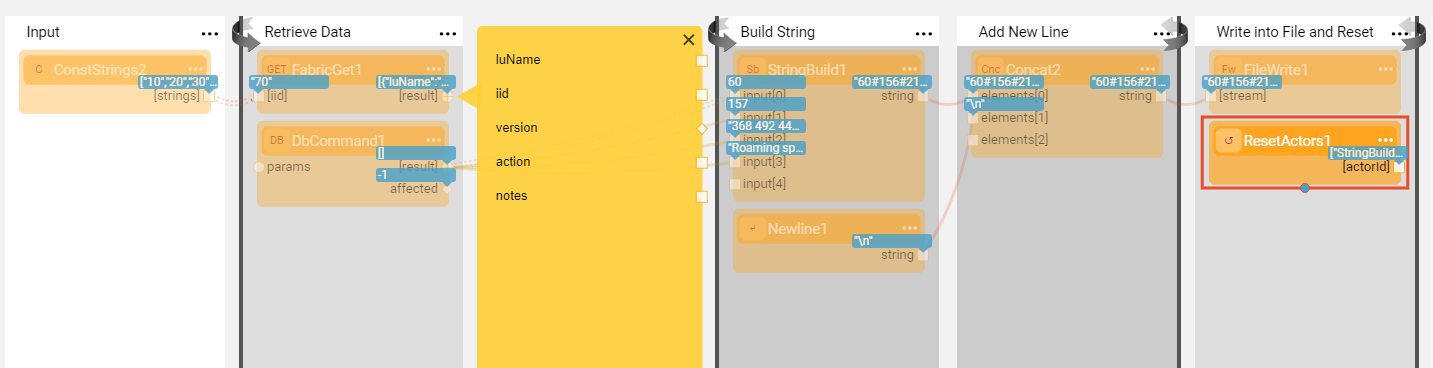 Input
C ConstStrings2
["10","20","30"...
[strings]
Retrieve Data
GET FabricGet1
"70"
[{"luName":"...
[iid]
[result]
DB DbCommand1
[]
params
[result]
-1
affected
luName
iid
version
action
notes
Build String
Sb StringBuild1
60
"60#156#21...
input[0]
string
157
input[1]
"368 492 44...
input[2]
"Roaming sp...
input[3]
input[4]
Newline1
"\n"
string
Add New Line
Cnc Concat2
"60#156#21...
"60#156#21...
elements[0]
string
"\n"
elements[1]
elements[2]
Write into File and Reset
Fw FileWrite1
"60#156#21...
[stream]
ResetActors1
["StringBuild...
[actorId]